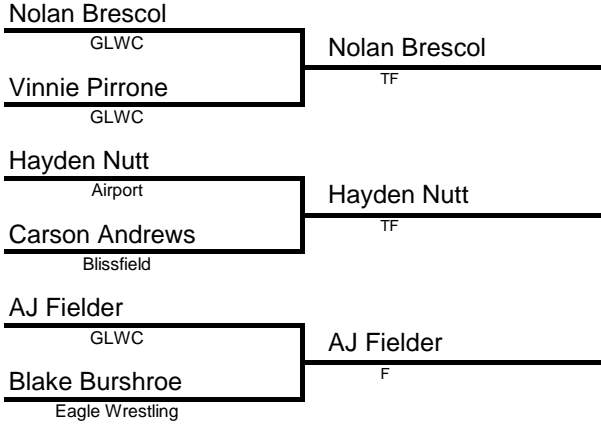 Nolan Brescol
GLWC
Nolan Brescol
TF
Vinnie Pirrone
GLWC
Hayden Nutt
Airport
Hayden Nutt
TF
Carson Andrews
Blissfield
AJ Fielder
GLWC
AJ Fielder
F
Blake Burshroe
Eagle Wrestling